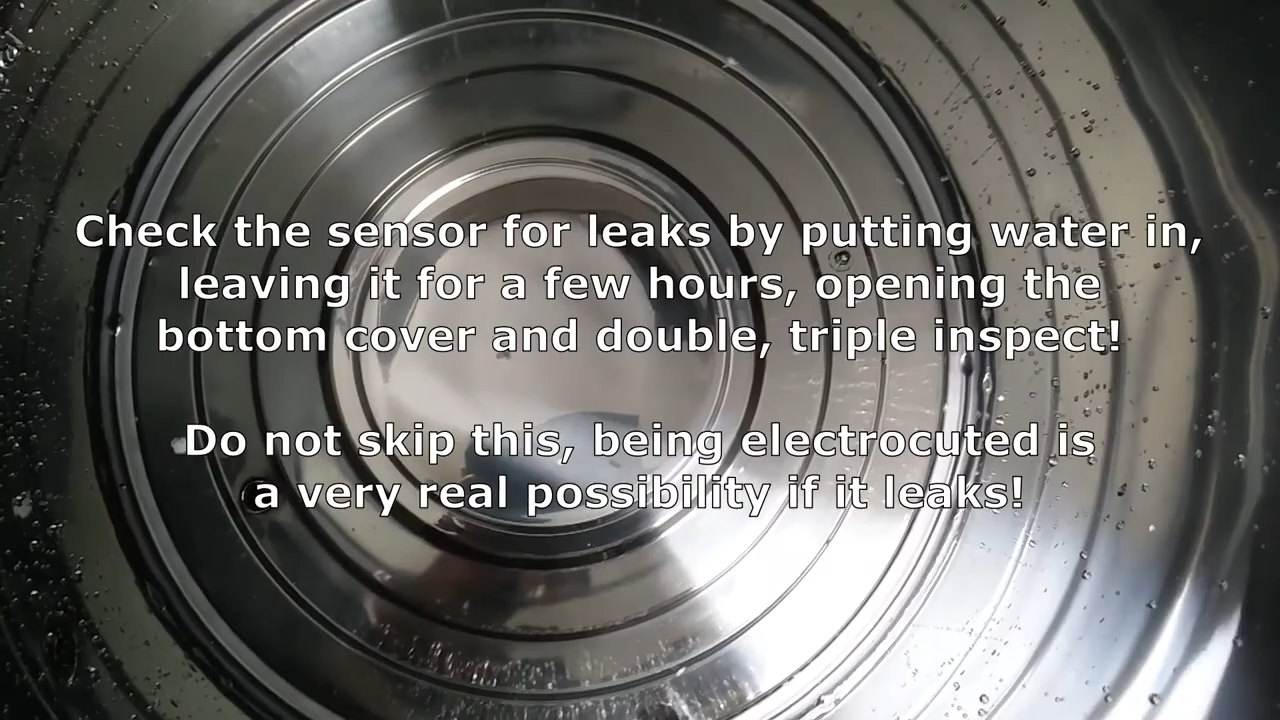 Check the sensor for leaks by putting water in,
leaving it for a few hours, opening the
bottom cover and double, triple inspect!
Do not skip this, being electrocuted is
a very real possibility if it leaks!